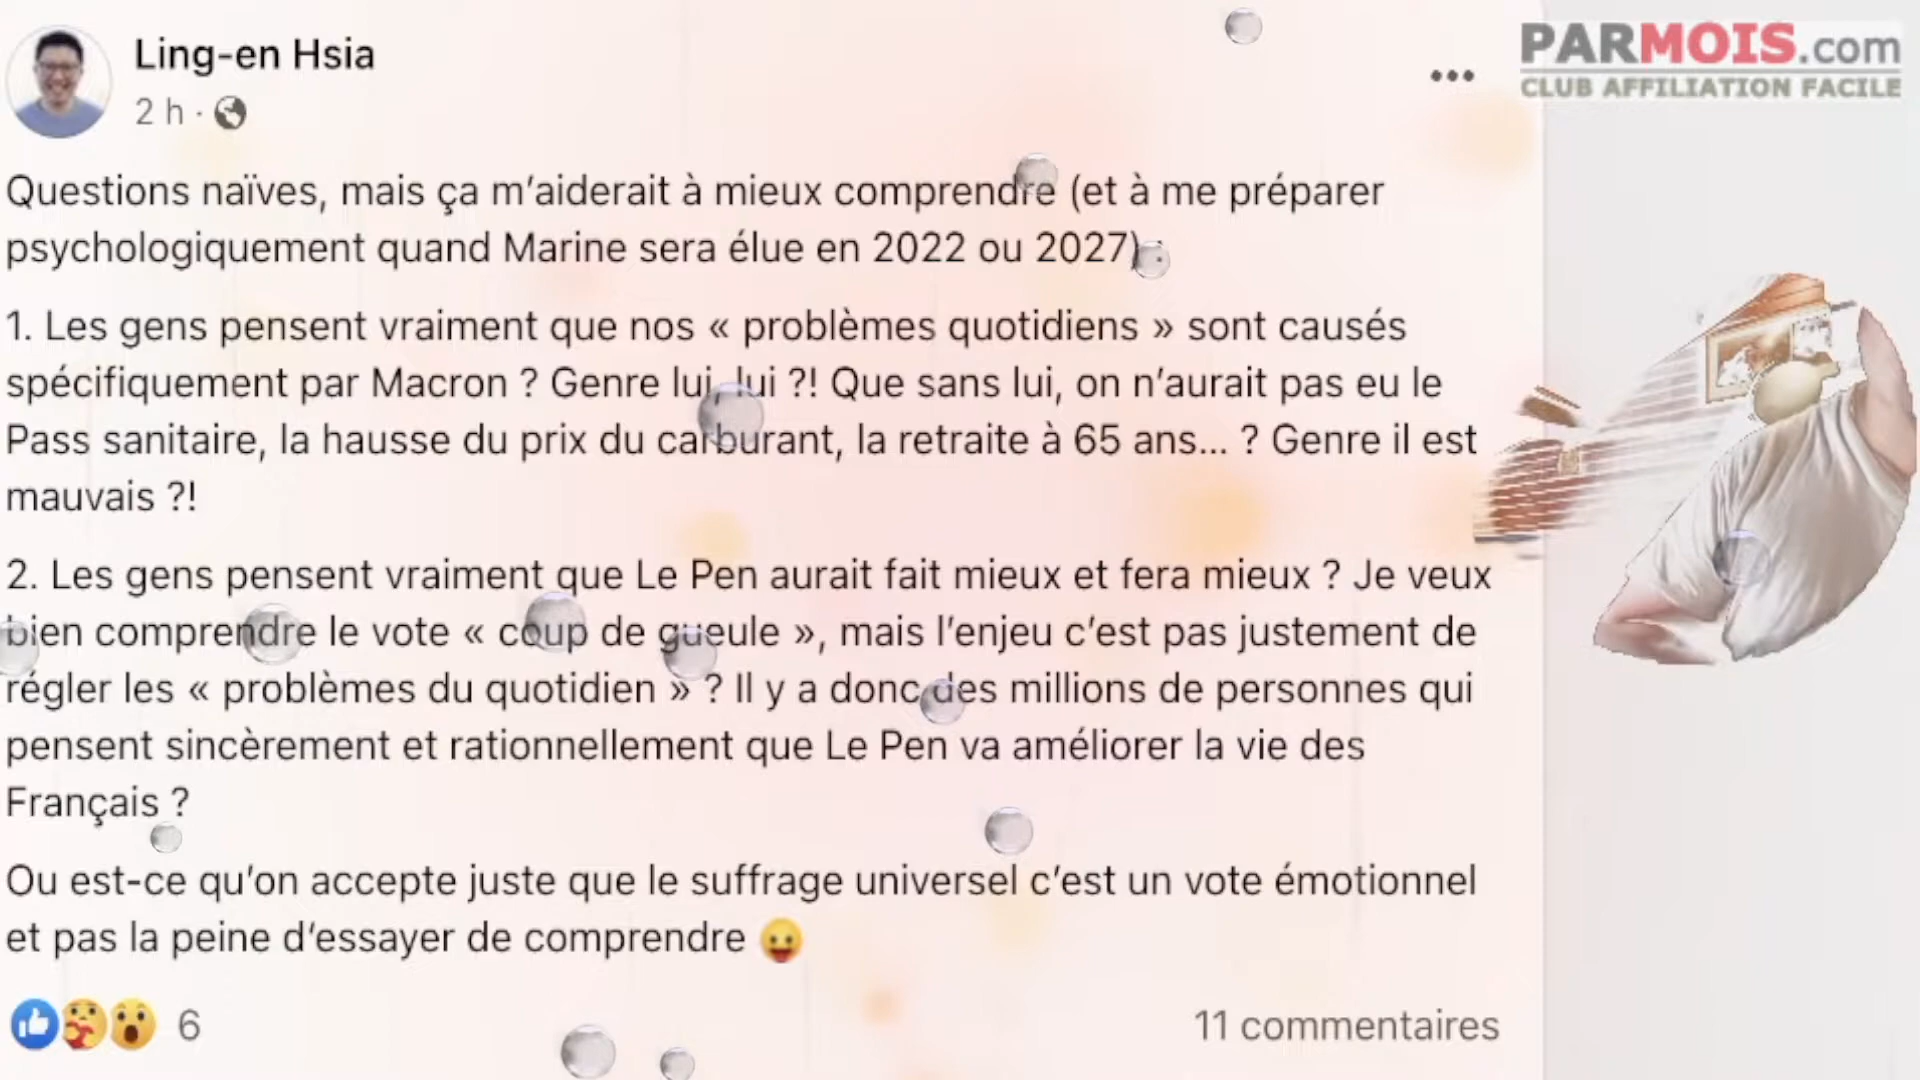 Ling-en Hsia
PARMOIS.com
CLUB AFFILIATION FACILE
2 h ·
Questions naïves, mais ça m'aiderait à mieux comprendre (et à me préparer
psychologiquement quand Marine sera élue en 2022 ou 2027) :
1. Les gens pensent vraiment que nos « problèmes quotidiens » sont causés
spécifiquement par Macron ? Genre lui, lui ?! Que sans lui, on n'aurait pas eu le
Pass sanitaire, la hausse du prix du carburant, la retraite à 65 ans... ? Genre il est
mauvais ?!
2. Les gens pensent vraiment que Le Pen aurait fait mieux et fera mieux ? Je veux
bien comprendre le vote « coup de gueule », mais l'enjeu c'est pas justement de
régler les « problèmes du quotidien » ? Il y a donc des millions de personnes qui
pensent sincèrement et rationnellement que Le Pen va améliorer la vie des
Français ?
Ou est-ce qu'on accepte juste que le suffrage universel c'est un vote émotionnel
et pas la peine d'essayer de comprendre 😛
6
11 commentaires